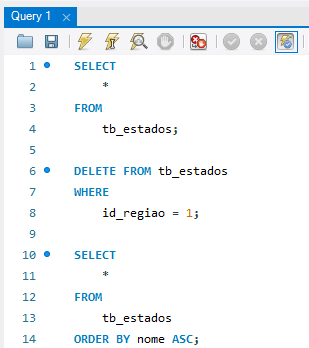 Query 1
1 SELECT
2 *
3 FROM
4 tb_estados;
5
6 DELETE FROM tb_estados
7 WHERE
8 id_regiao = 1;
9
10 SELECT
11 *
12 FROM
13 tb_estados
14 ORDER BY nome ASC;